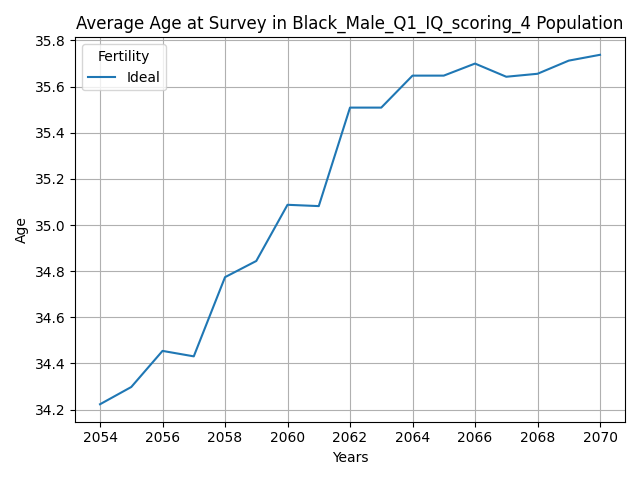 Average Age at Survey in Black_Male_Q1_IQ_scoring_4 Population
35.8
35.6
35.4
35.2
35.0
34.8
34.6
34.4
34.2
Age
Fertility
Ideal
2054 2056 2058 2060 2062 2064 2066 2068 2070
Years